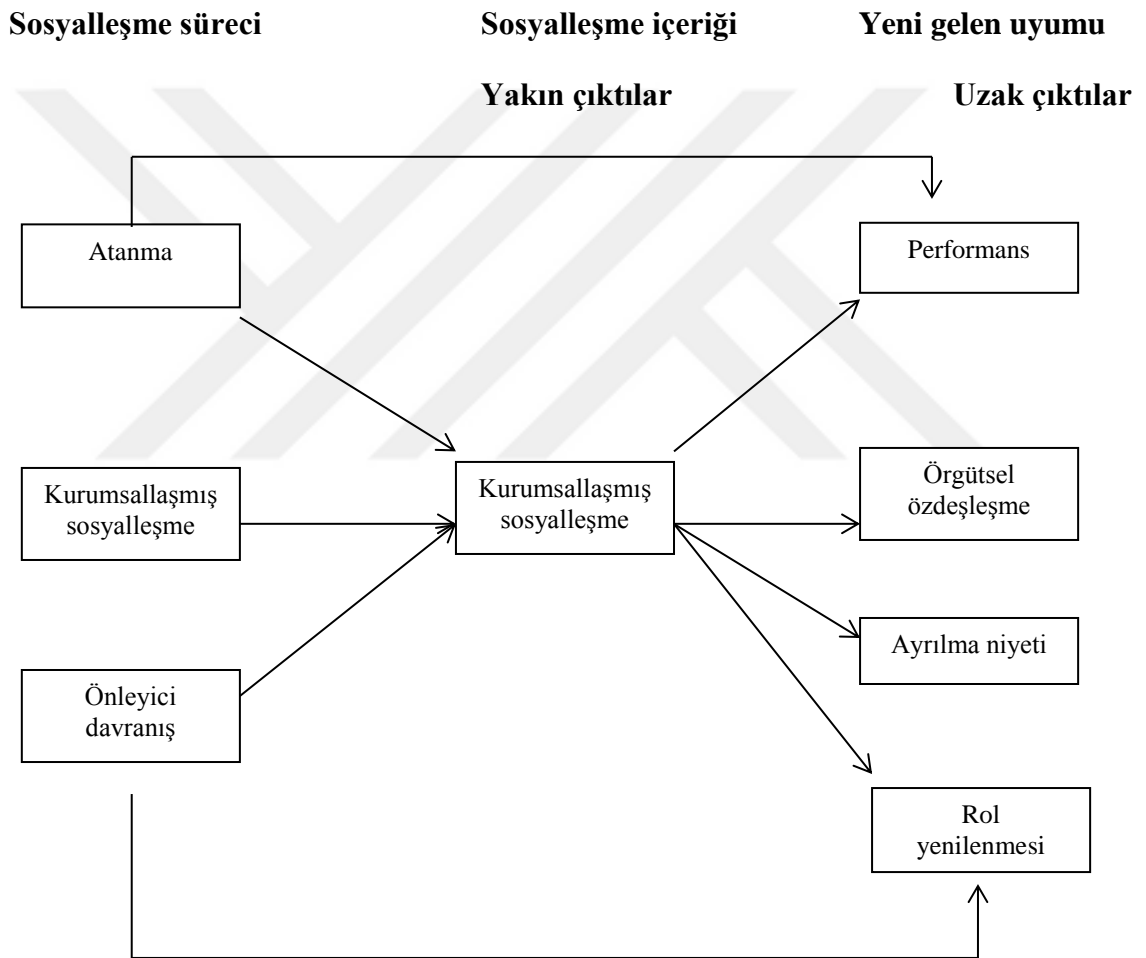 Sosyalleşme süreci Sosyalleşme içeriği Yeni gelen uyumu
Yakın çıktılar Uzak çıktılar
Atanma
Performans
Kurumsallaşmış
sosyalleşme
Kurumsallaşmış
sosyalleşme
Örgütsel
özdeşleşme
Ayrılma niyeti
Önleyici
davranış
Rol
yenilenmesi